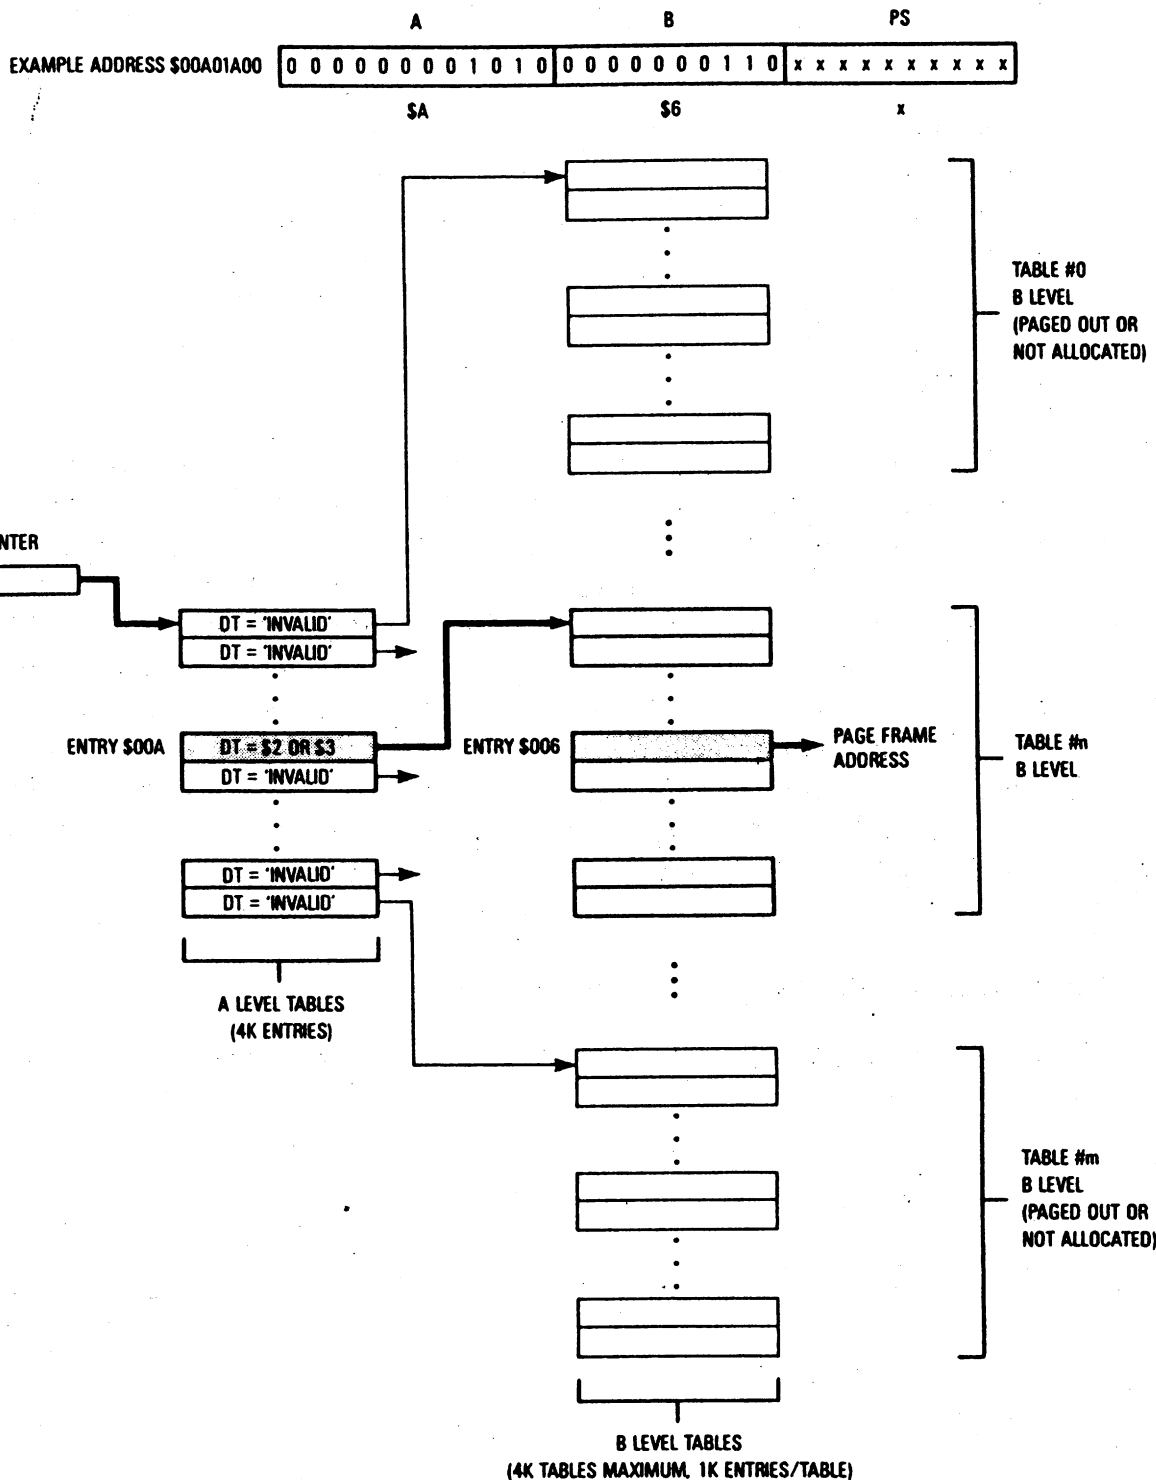 A B PS
EXAMPLE ADDRESS $00A01A00 0 0 0 0 0 0 0 0 1 0 1 0 0 0 0 0 0 0 0 1 1 0 x x x x x x x x x x
$A $6 x
TABLE #0
B LEVEL
(PAGED OUT OR
NOT ALLOCATED)
NTER
DT = 'INVALID'
DT = 'INVALID'
ENTRY $00A DT = $2 OR $3 ENTRY $006
DT = 'INVALID'
PAGE FRAME
ADDRESS
TABLE #n
B LEVEL
DT = 'INVALID'
DT = 'INVALID'
A LEVEL TABLES
(4K ENTRIES)
TABLE #m
B LEVEL
(PAGED OUT OR
NOT ALLOCATED)
B LEVEL TABLES
(4K TABLES MAXIMUM, 1K ENTRIES/TABLE)